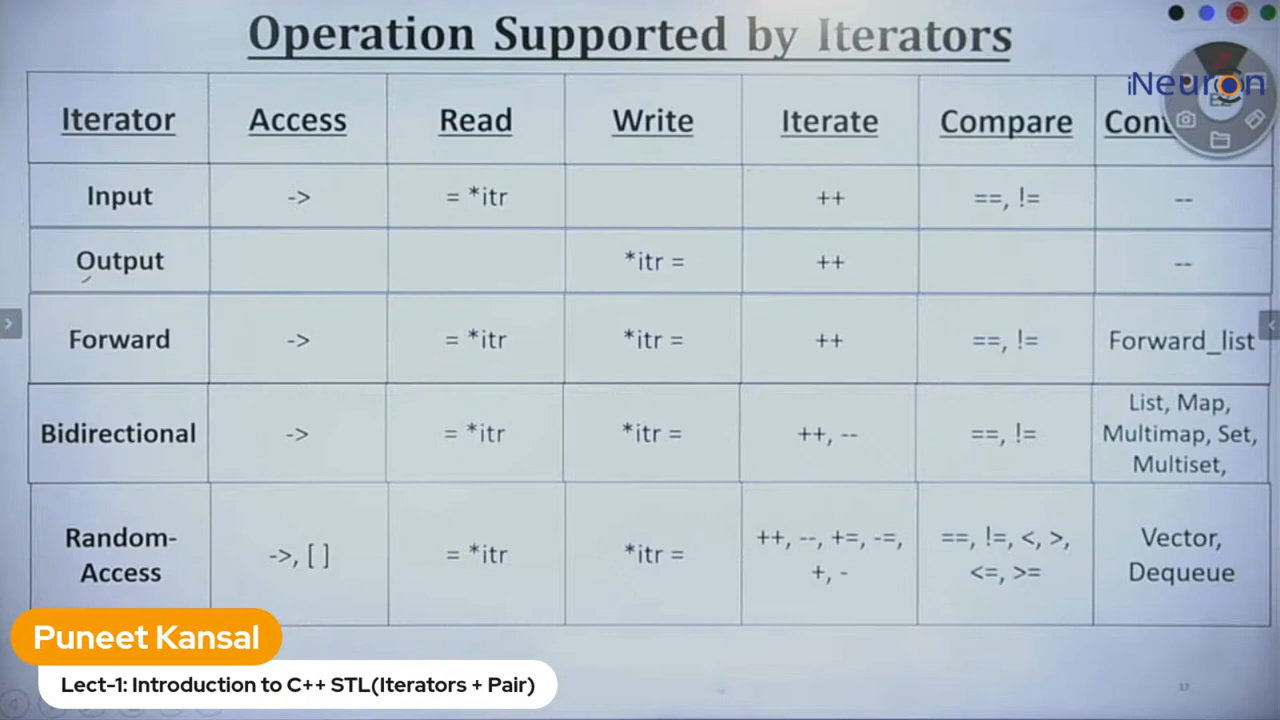 Operation Supported by Iterators
iNeuron
Iterator Access Read Write Iterate Compare
Input -> = *itr ++ ==, != --
Output *itr = ++ --
Forward -> = *itr *itr = ++ ==, != Forward_list
Bidirectional -> = *itr *itr = ++, -- ==, != List, Map,
Multimap, Set,
Multiset,
Random-
Access ->, [ ] = *itr *itr = ++, --, +=, -=,
+, - ==, !=, <, >,
<=, >= Vector,
Dequeue
Puneet Kansal
Lect-1: Introduction to C++ STL(Iterators + Pair)
17